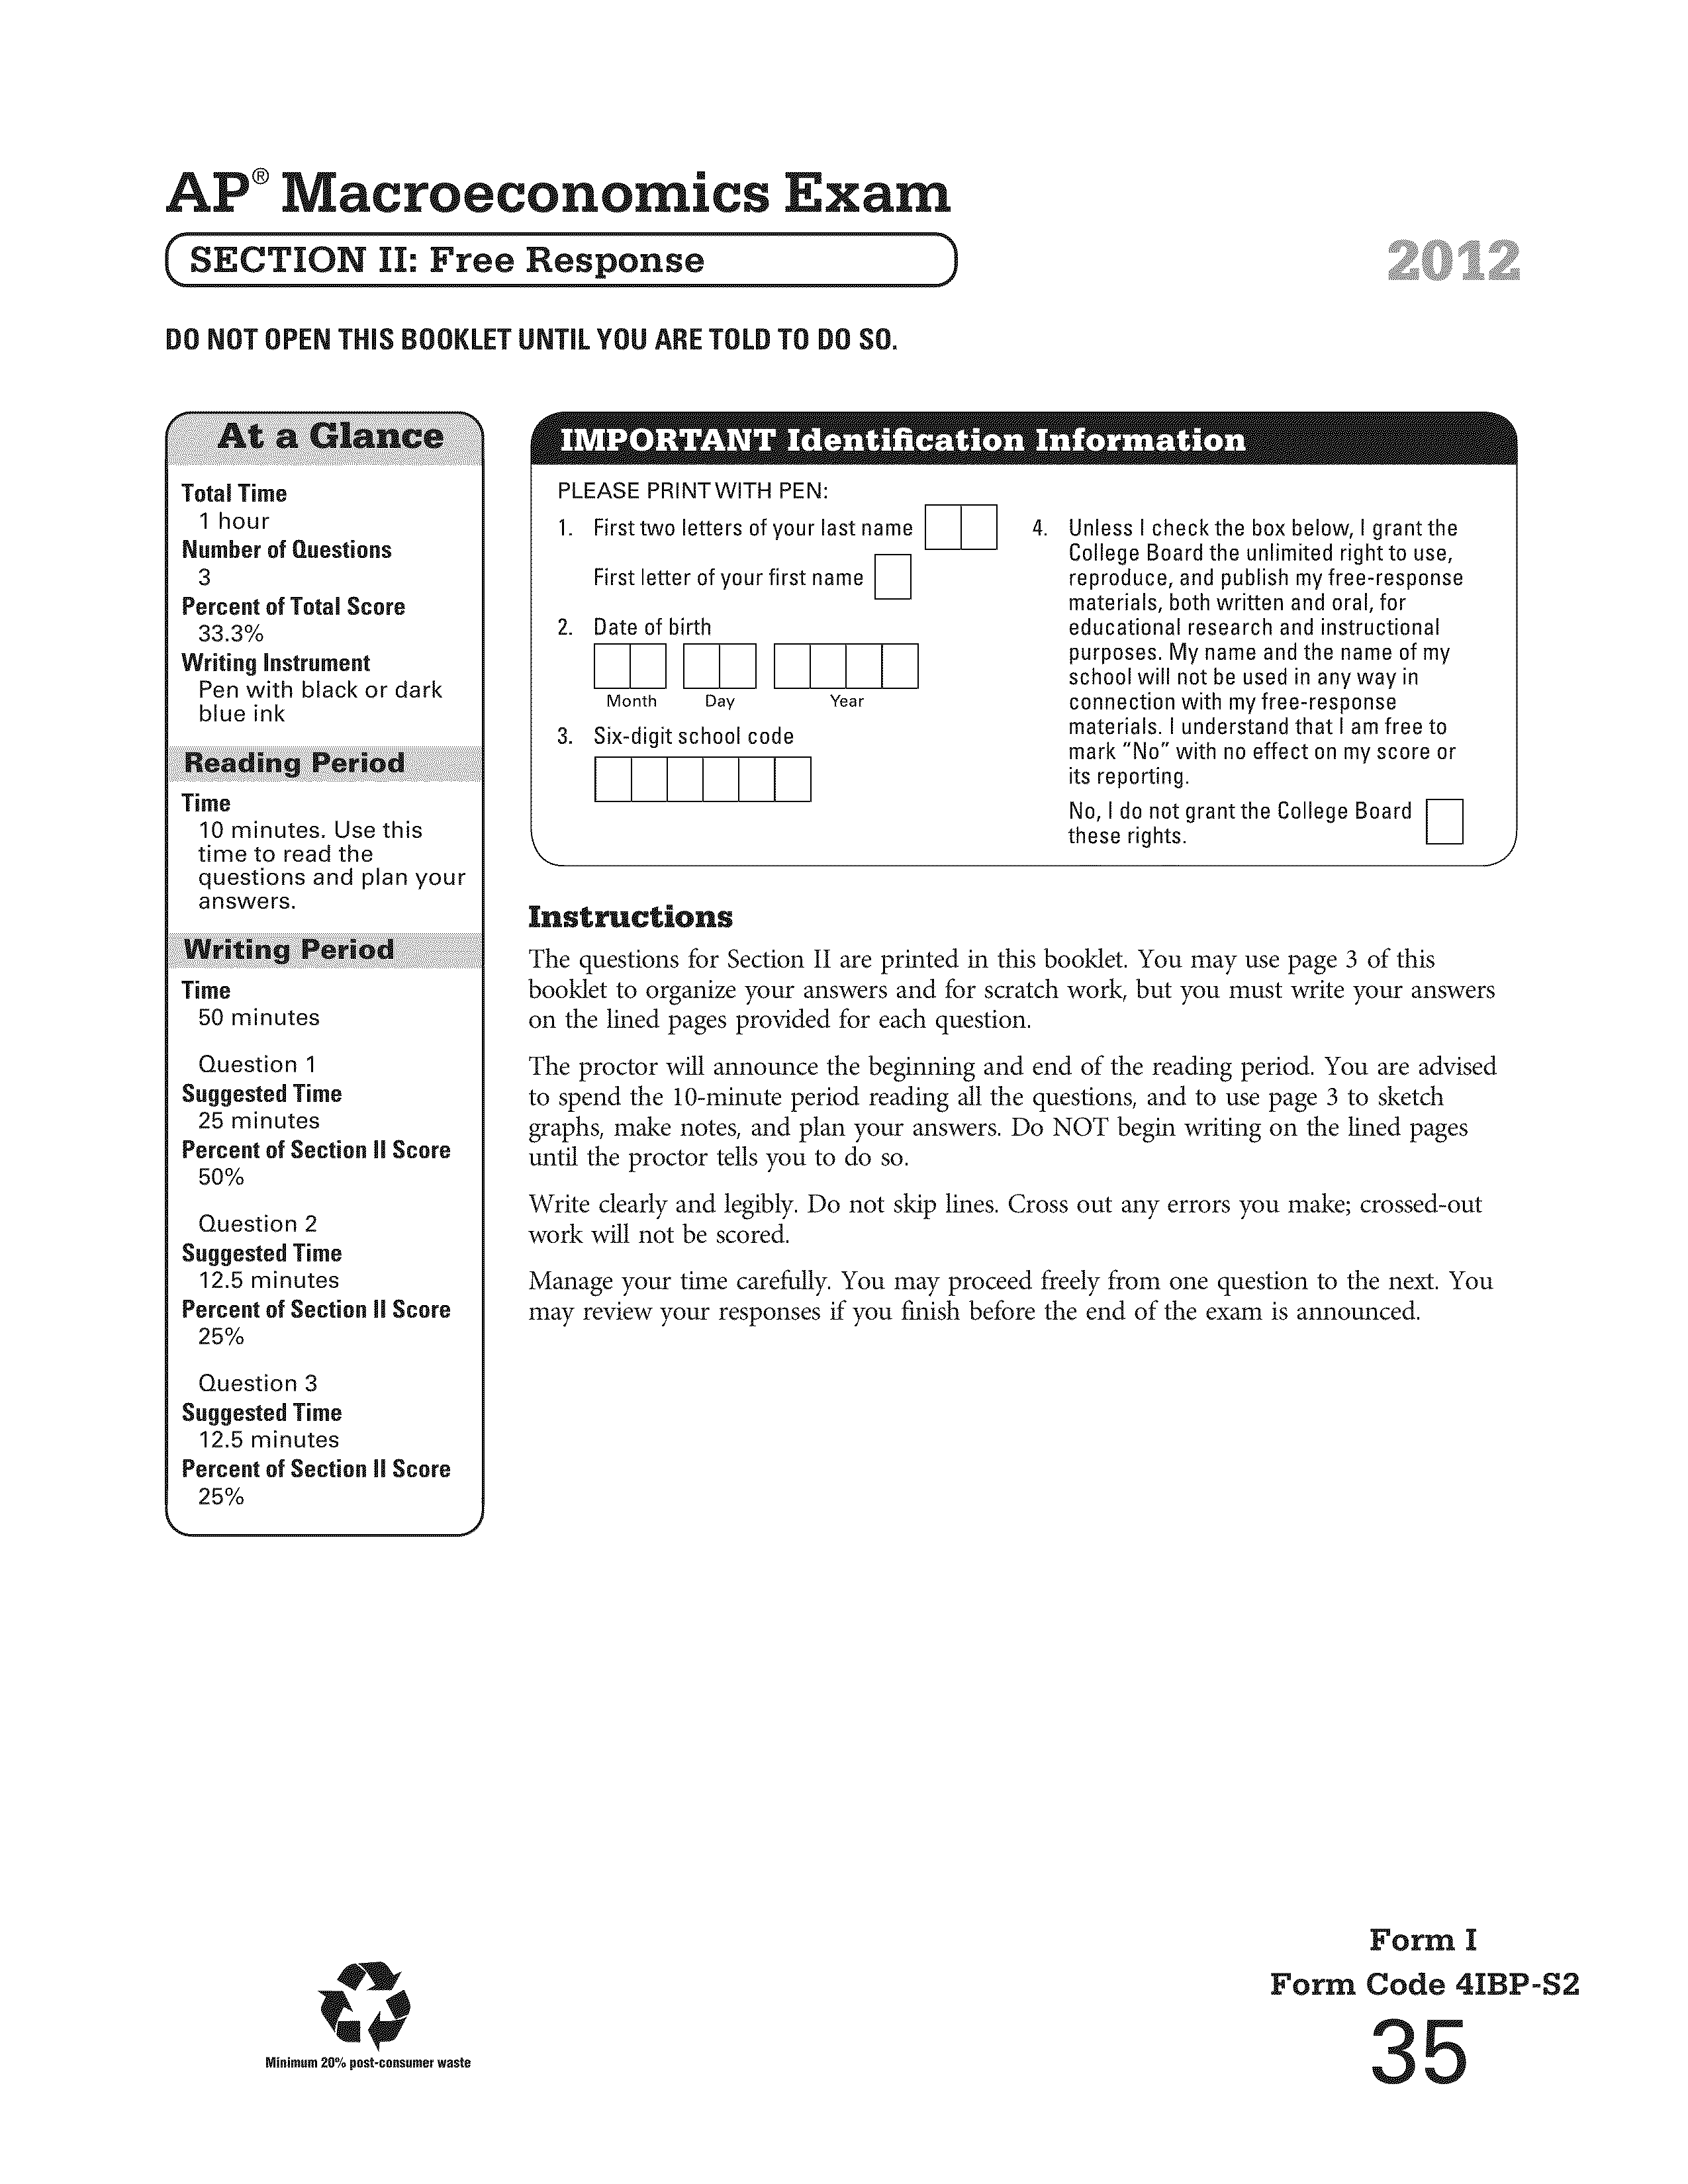 AP® Macroeconomics Exam
SECTION II: Free Response
2012
DO NOT OPEN THIS BOOKLET UNTIL YOU ARE TOLD TO DO SO.
At a Glance
Total Time
1 hour
Number of Questions
3
Percent of Total Score
33.3%
Writing Instrument
Pen with black or dark
blue ink
Reading Period
Time
10 minutes. Use this
time to read the
questions and plan your
answers.
Writing Period
Time
50 minutes
Question 1
Suggested Time
25 minutes
Percent of Section II Score
50%
Question 2
Suggested Time
12.5 minutes
Percent of Section II Score
25%
Question 3
Suggested Time
12.5 minutes
Percent of Section II Score
25%
IMPORTANT Identification Information
PLEASE PRINT WITH PEN:
1. First two letters of your last name
First letter of your first name
2. Date of birth
Month Day Year
3. Six-digit school code
4. Unless I check the box below, I grant the
College Board the unlimited right to use,
reproduce, and publish my free-response
materials, both written and oral, for
educational research and instructional
purposes. My name and the name of my
school will not be used in any way in
connection with my free-response
materials. I understand that I am free to
mark "No" with no effect on my score or
its reporting.
No, I do not grant the College Board
these rights.
Instructions
The questions for Section II are printed in this booklet. You may use page 3 of this
booklet to organize your answers and for scratch work, but you must write your answers
on the lined pages provided for each question.
The proctor will announce the beginning and end of the reading period. You are advised
to spend the 10-minute period reading all the questions, and to use page 3 to sketch
graphs, make notes, and plan your answers. Do NOT begin writing on the lined pages
until the proctor tells you to do so.
Write clearly and legibly. Do not skip lines. Cross out any errors you make; crossed-out
work will not be scored.
Manage your time carefully. You may proceed freely from one question to the next. You
may review your responses if you finish before the end of the exam is announced.
Minimum 20% post-consumer waste
Form I
Form Code 4IBP-S2
35